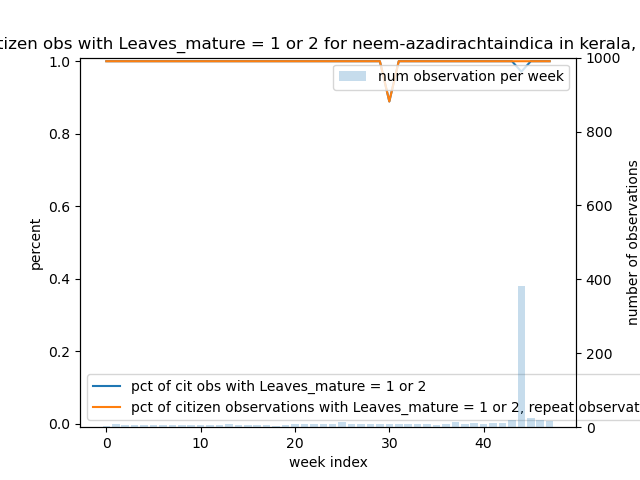 tizen obs with Leaves_mature = 1 or 2 for neem-azadirachtaindica in kerala,
num observation per week
1.0
0.8
0.6
0.4
0.2
0.0
percent
1000
800
600
400
200
0
number of observations
pct of cit obs with Leaves_mature = 1 or 2
pct of citizen observations with Leaves_mature = 1 or 2, repeat observat
0 10 20 30 40
week index